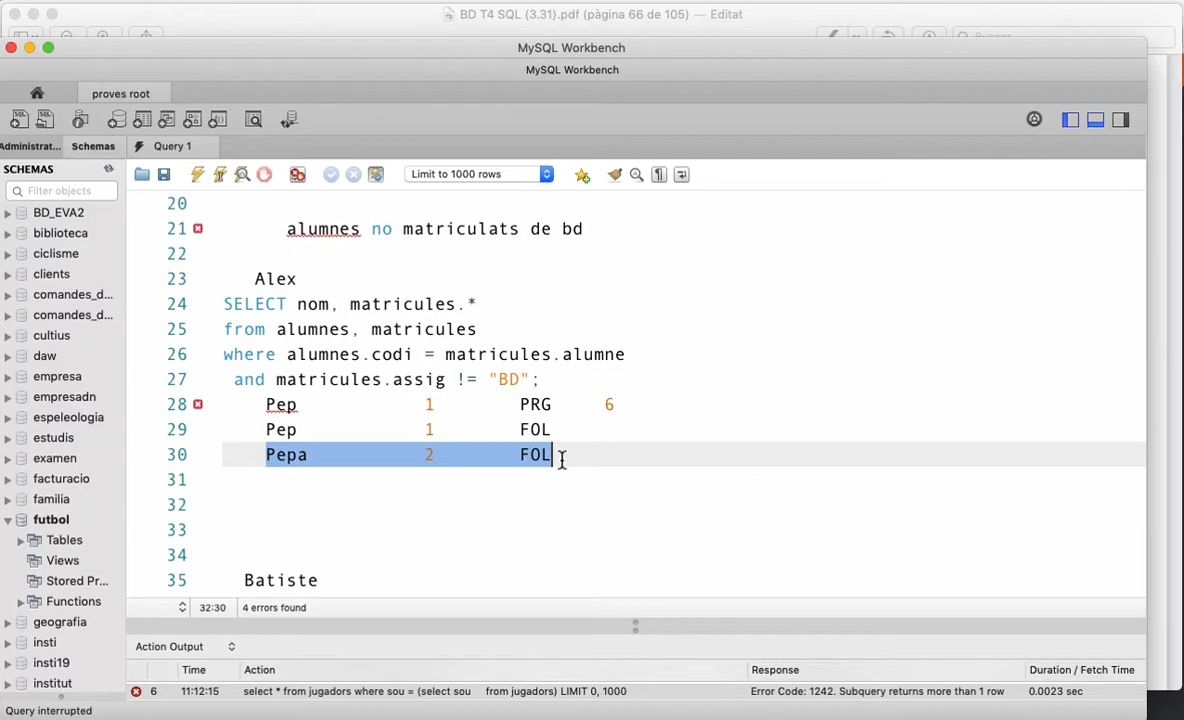 BD T4 SQL (3.31).pdf (pàgina 66 de 105) — Editat
MySQL Workbench
MySQL Workbench
proves root
Administrat... Schemas Query 1
SCHEMAS
Limit to 1000 rows
Filter objects
BD_EVA2
biblioteca
ciclisme
clients
comandes_d...
comandes_d...
cultius
daw
empresa
empresadn
espeleologia
estudis
examen
facturacio
familia
futbol
Tables
Views
Stored Pr...
Functions
geografia
insti
insti19
institut
20
21 alumnes no matriculats de bd
22
23 Alex
24 SELECT nom, matricules.*
25 from alumnes, matricules
26 where alumnes.codi = matricules.alumne
27 and matricules.assig != "BD";
28 Pep 1 PRG 6
29 Pep 1 FOL
30 Pepa 2 FOL
31
32
33
34
35 Batiste
32:30 4 errors found
Action Output
Time Action Response Duration / Fetch Time
6 11:12:15 select * from jugadors where sou = (select sou from jugadors) LIMIT 0, 1000 Error Code: 1242. Subquery returns more than 1 row 0.0023 sec
Query interrupted